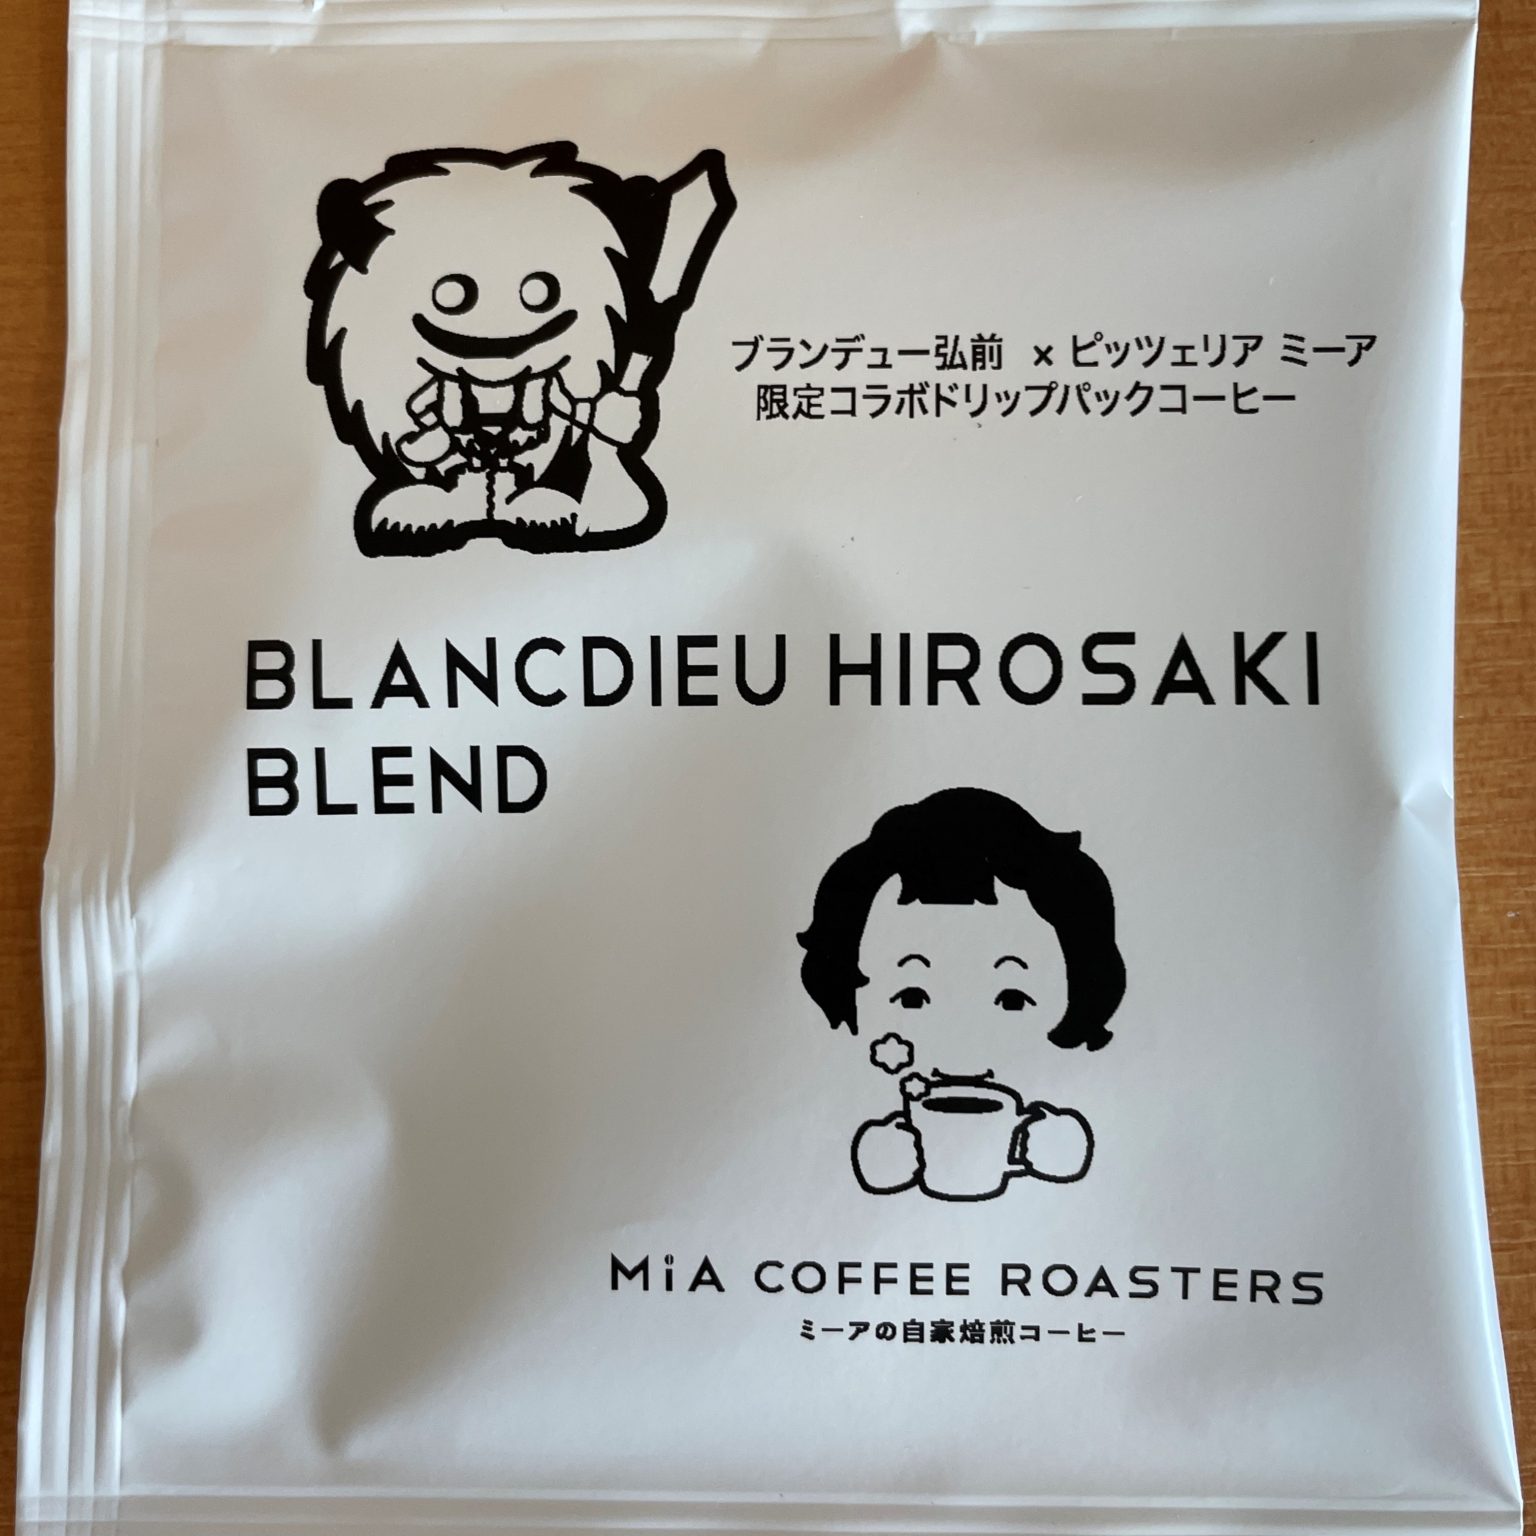 ブランデュー弘前 × ピッツェリア ミーア
限定コラボドリップパックコーヒー
BLANCDIEU HIROSAKI
BLEND
MiA COFFEE ROASTERS
ミーアの自家焙煎コーヒー